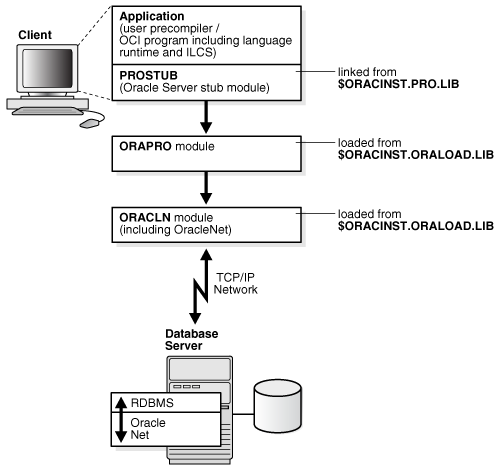 Client
Application
(user precompiler /
OCI program including language
runtime and ILCS)
PROSTUB
(Oracle Server stub module)
linked from
$ORACINST.PRO.LIB
ORAPRO module
loaded from
$ORACINST.ORALOAD.LIB
ORACLN module
(including OracleNet)
loaded from
$ORACINST.ORALOAD.LIB
TCP/IP
Network
Database
Server
RDBMS
Oracle
Net